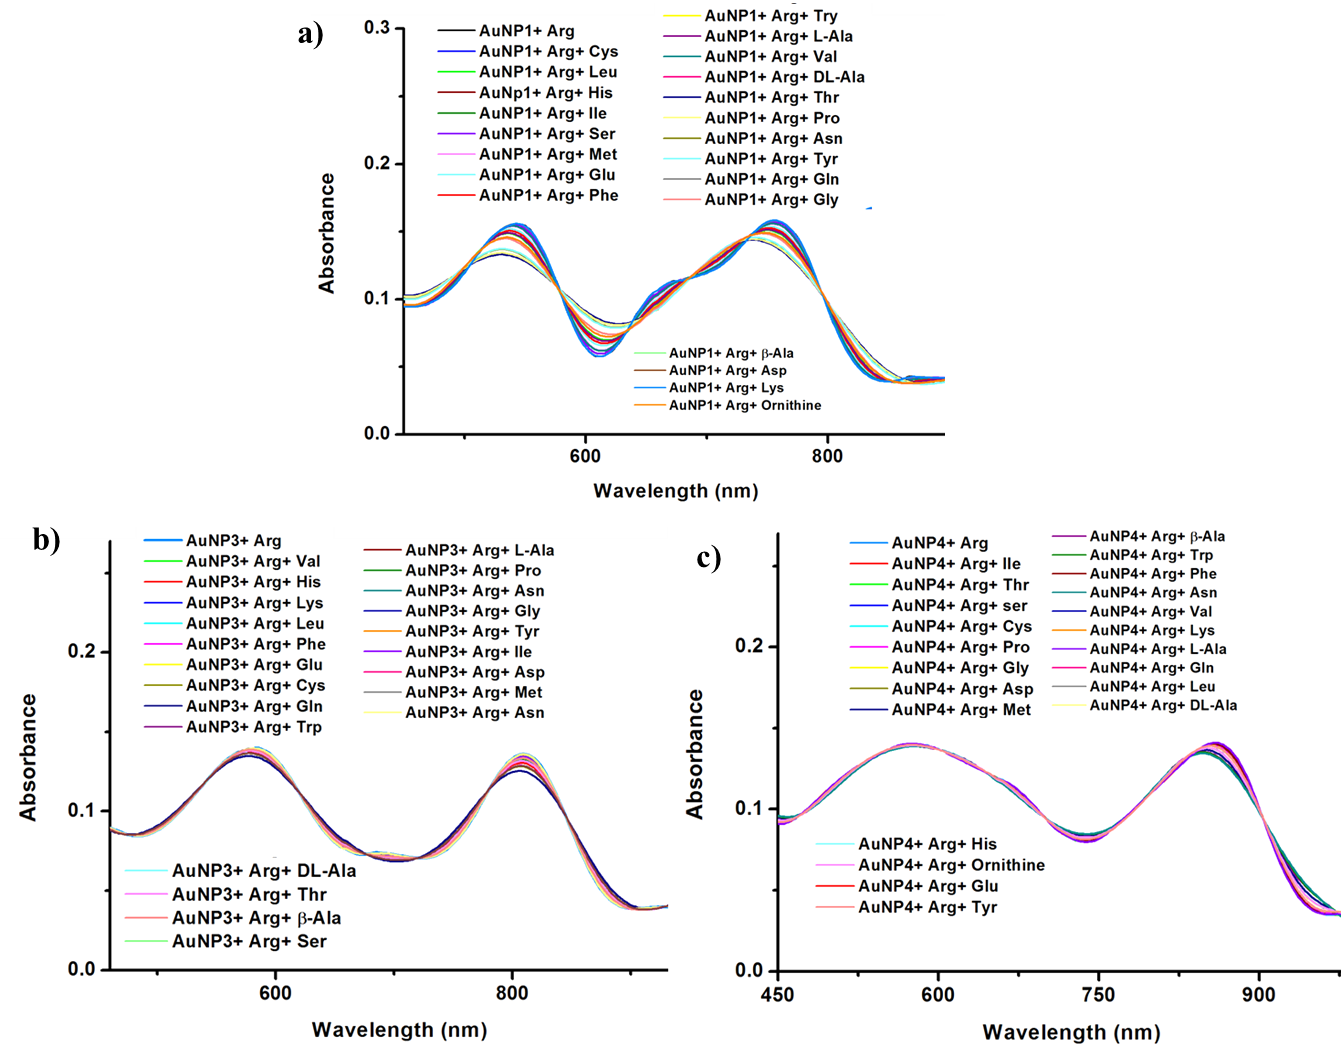 a)
0.3
0.2
0.1
0.0
Absorbance
AuNP1+ Arg
AuNP1+ Arg+ Cys
AuNP1+ Arg+ Leu
AuNp1+ Arg+ His
AuNP1+ Arg+ Ile
AuNP1+ Arg+ Ser
AuNP1+ Arg+ Met
AuNP1+ Arg+ Glu
AuNP1+ Arg+ Phe
AuNP1+ Arg+ Try
AuNP1+ Arg+ L-Ala
AuNP1+ Arg+ Val
AuNP1+ Arg+ DL-Ala
AuNP1+ Arg+ Thr
AuNP1+ Arg+ Pro
AuNP1+ Arg+ Asn
AuNP1+ Arg+ Tyr
AuNP1+ Arg+ Gln
AuNP1+ Arg+ Gly
AuNP1+ Arg+ β-Ala
AuNP1+ Arg+ Asp
AuNP1+ Arg+ Lys
AuNP1+ Arg+ Ornithine
600 800
Wavelength (nm)
b)
0.2
0.1
0.0
Absorbance
AuNP3+ Arg
AuNP3+ Arg+ Val
AuNP3+ Arg+ His
AuNP3+ Arg+ Lys
AuNP3+ Arg+ Leu
AuNP3+ Arg+ Phe
AuNP3+ Arg+ Glu
AuNP3+ Arg+ Cys
AuNP3+ Arg+ Gln
AuNP3+ Arg+ Trp
AuNP3+ Arg+ L-Ala
AuNP3+ Arg+ Pro
AuNP3+ Arg+ Asn
AuNP3+ Arg+ Gly
AuNP3+ Arg+ Tyr
AuNP3+ Arg+ Ile
AuNP3+ Arg+ Asp
AuNP3+ Arg+ Met
AuNP3+ Arg+ Asn
AuNP3+ Arg+ DL-Ala
AuNP3+ Arg+ Thr
AuNP3+ Arg+ β-Ala
AuNP3+ Arg+ Ser
600 800
Wavelength (nm)
c)
0.2
0.1
0.0
Absorbance
AuNP4+ Arg
AuNP4+ Arg+ Ile
AuNP4+ Arg+ Thr
AuNP4+ Arg+ ser
AuNP4+ Arg+ Cys
AuNP4+ Arg+ Pro
AuNP4+ Arg+ Gly
AuNP4+ Arg+ Asp
AuNP4+ Arg+ Met
AuNP4+ Arg+ β-Ala
AuNP4+ Arg+ Trp
AuNP4+ Arg+ Phe
AuNP4+ Arg+ Asn
AuNP4+ Arg+ Val
AuNP4+ Arg+ Lys
AuNP4+ Arg+ L-Ala
AuNP4+ Arg+ Gln
AuNP4+ Arg+ Leu
AuNP4+ Arg+ DL-Ala
AuNP4+ Arg+ His
AuNP4+ Arg+ Ornithine
AuNP4+ Arg+ Glu
AuNP4+ Arg+ Tyr
450 600 750 900
Wavelength (nm)